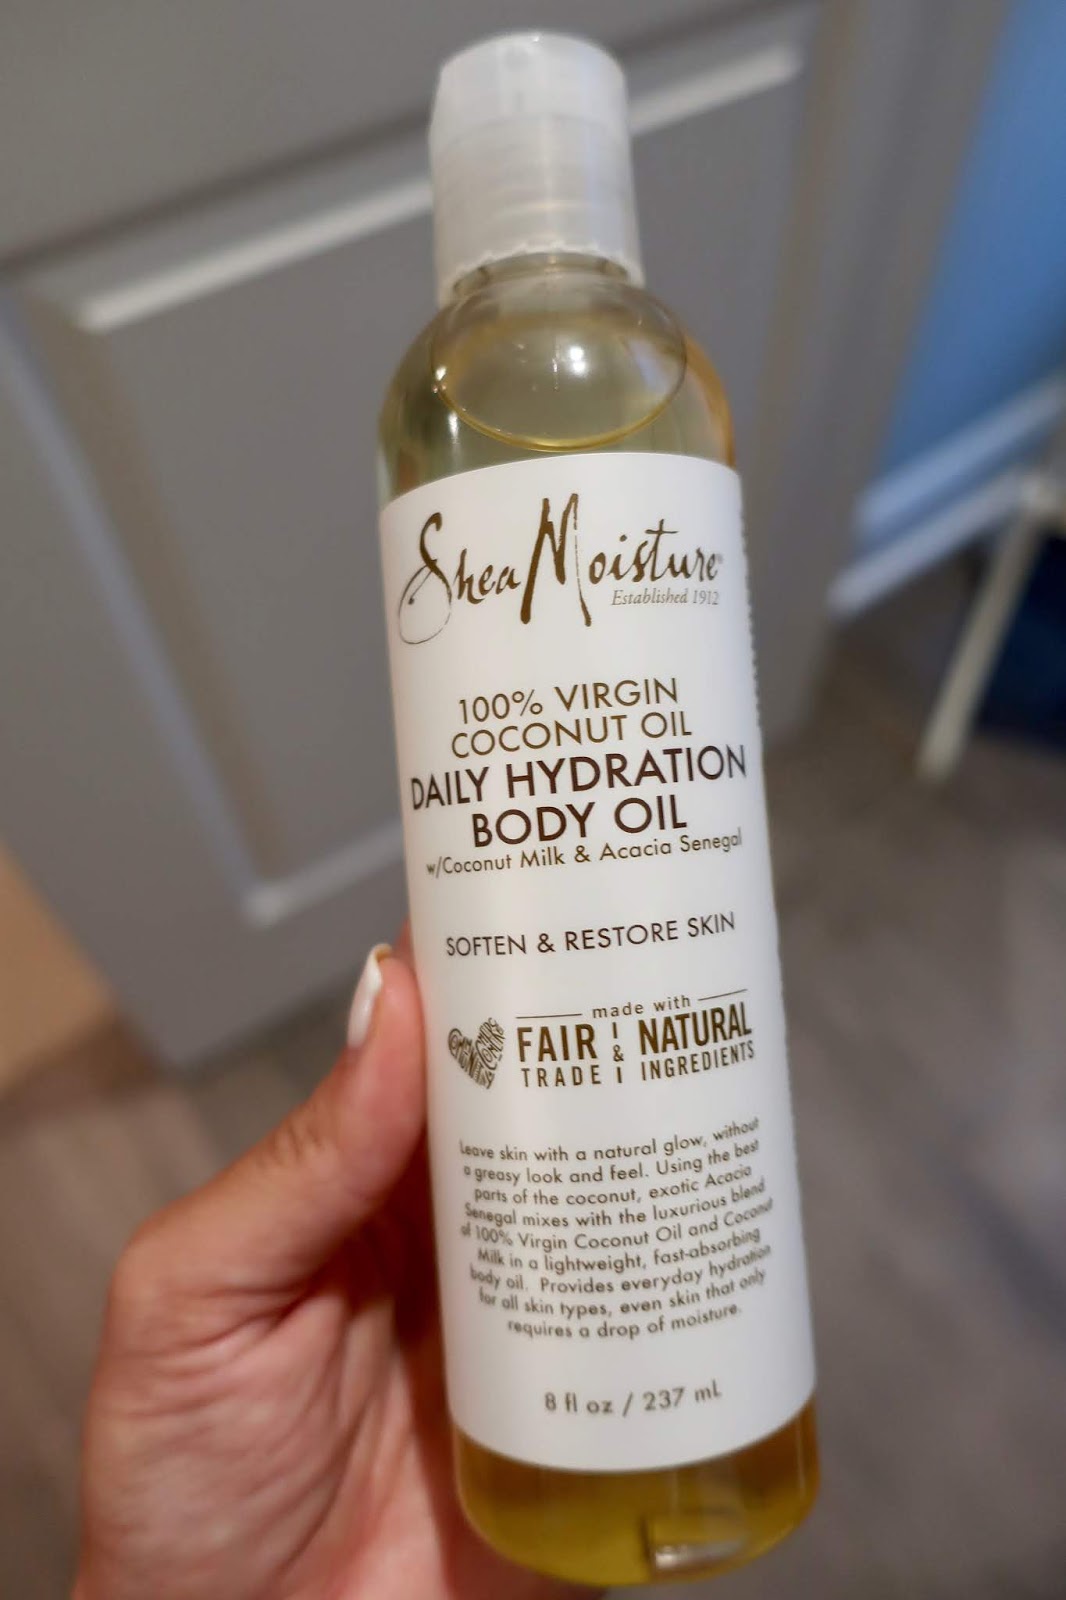 SheaMoisture®
Established 1912
100% VIRGIN
COCONUT OIL
DAILY HYDRATION
BODY OIL
w/Coconut Milk & Acacia Senegal
SOFTEN & RESTORE SKIN
made with
FAIR & NATURAL
TRADE INGREDIENTS
Leave skin with a natural glow, without
a greasy look and feel. Using the best
parts of the coconut, exotic Acacia
Senegal mixes with the luxurious blend
of 100% Virgin Coconut Oil and Coconut
Milk in a lightweight, fast-absorbing
body oil. Provides everyday hydration
for all skin types, even skin that only
requires a drop of moisture.
8 fl oz / 237 mL